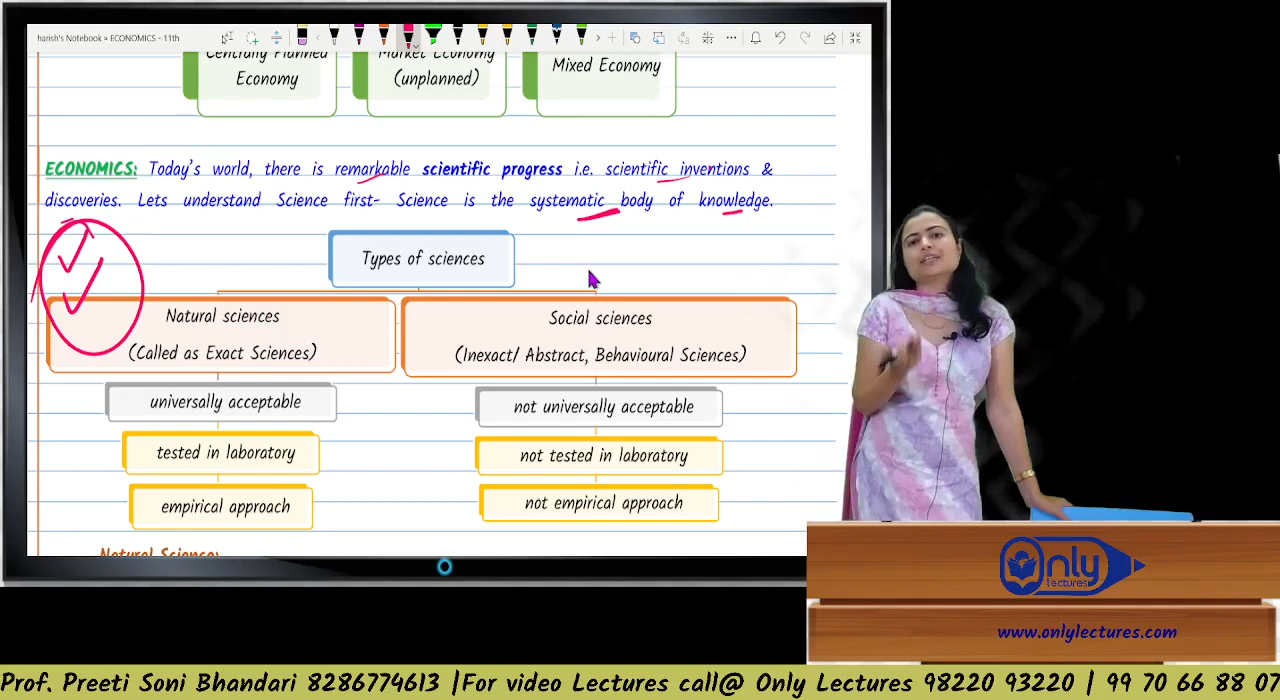 harish's Notebook » ECONOMICS - 11th
Centrally Planned
Economy
Market Economy
(unplanned)
Mixed Economy
ECONOMICS: Today's world, there is remarkable scientific progress i.e. scientific inventions &
discoveries. Lets understand Science first- Science is the systematic body of knowledge.
Types of sciences
Natural sciences
(Called as Exact Sciences)
Social sciences
(Inexact/ Abstract, Behavioural Sciences)
universally acceptable
not universally acceptable
tested in laboratory
not tested in laboratory
empirical approach
not empirical approach
Natural Science:
Only
lectures
www.onlylectures.com
Prof. Preeti Soni Bhandari 8286774613 |For video Lectures call@ Only Lectures 98220 93220 | 99 70 66 88 07